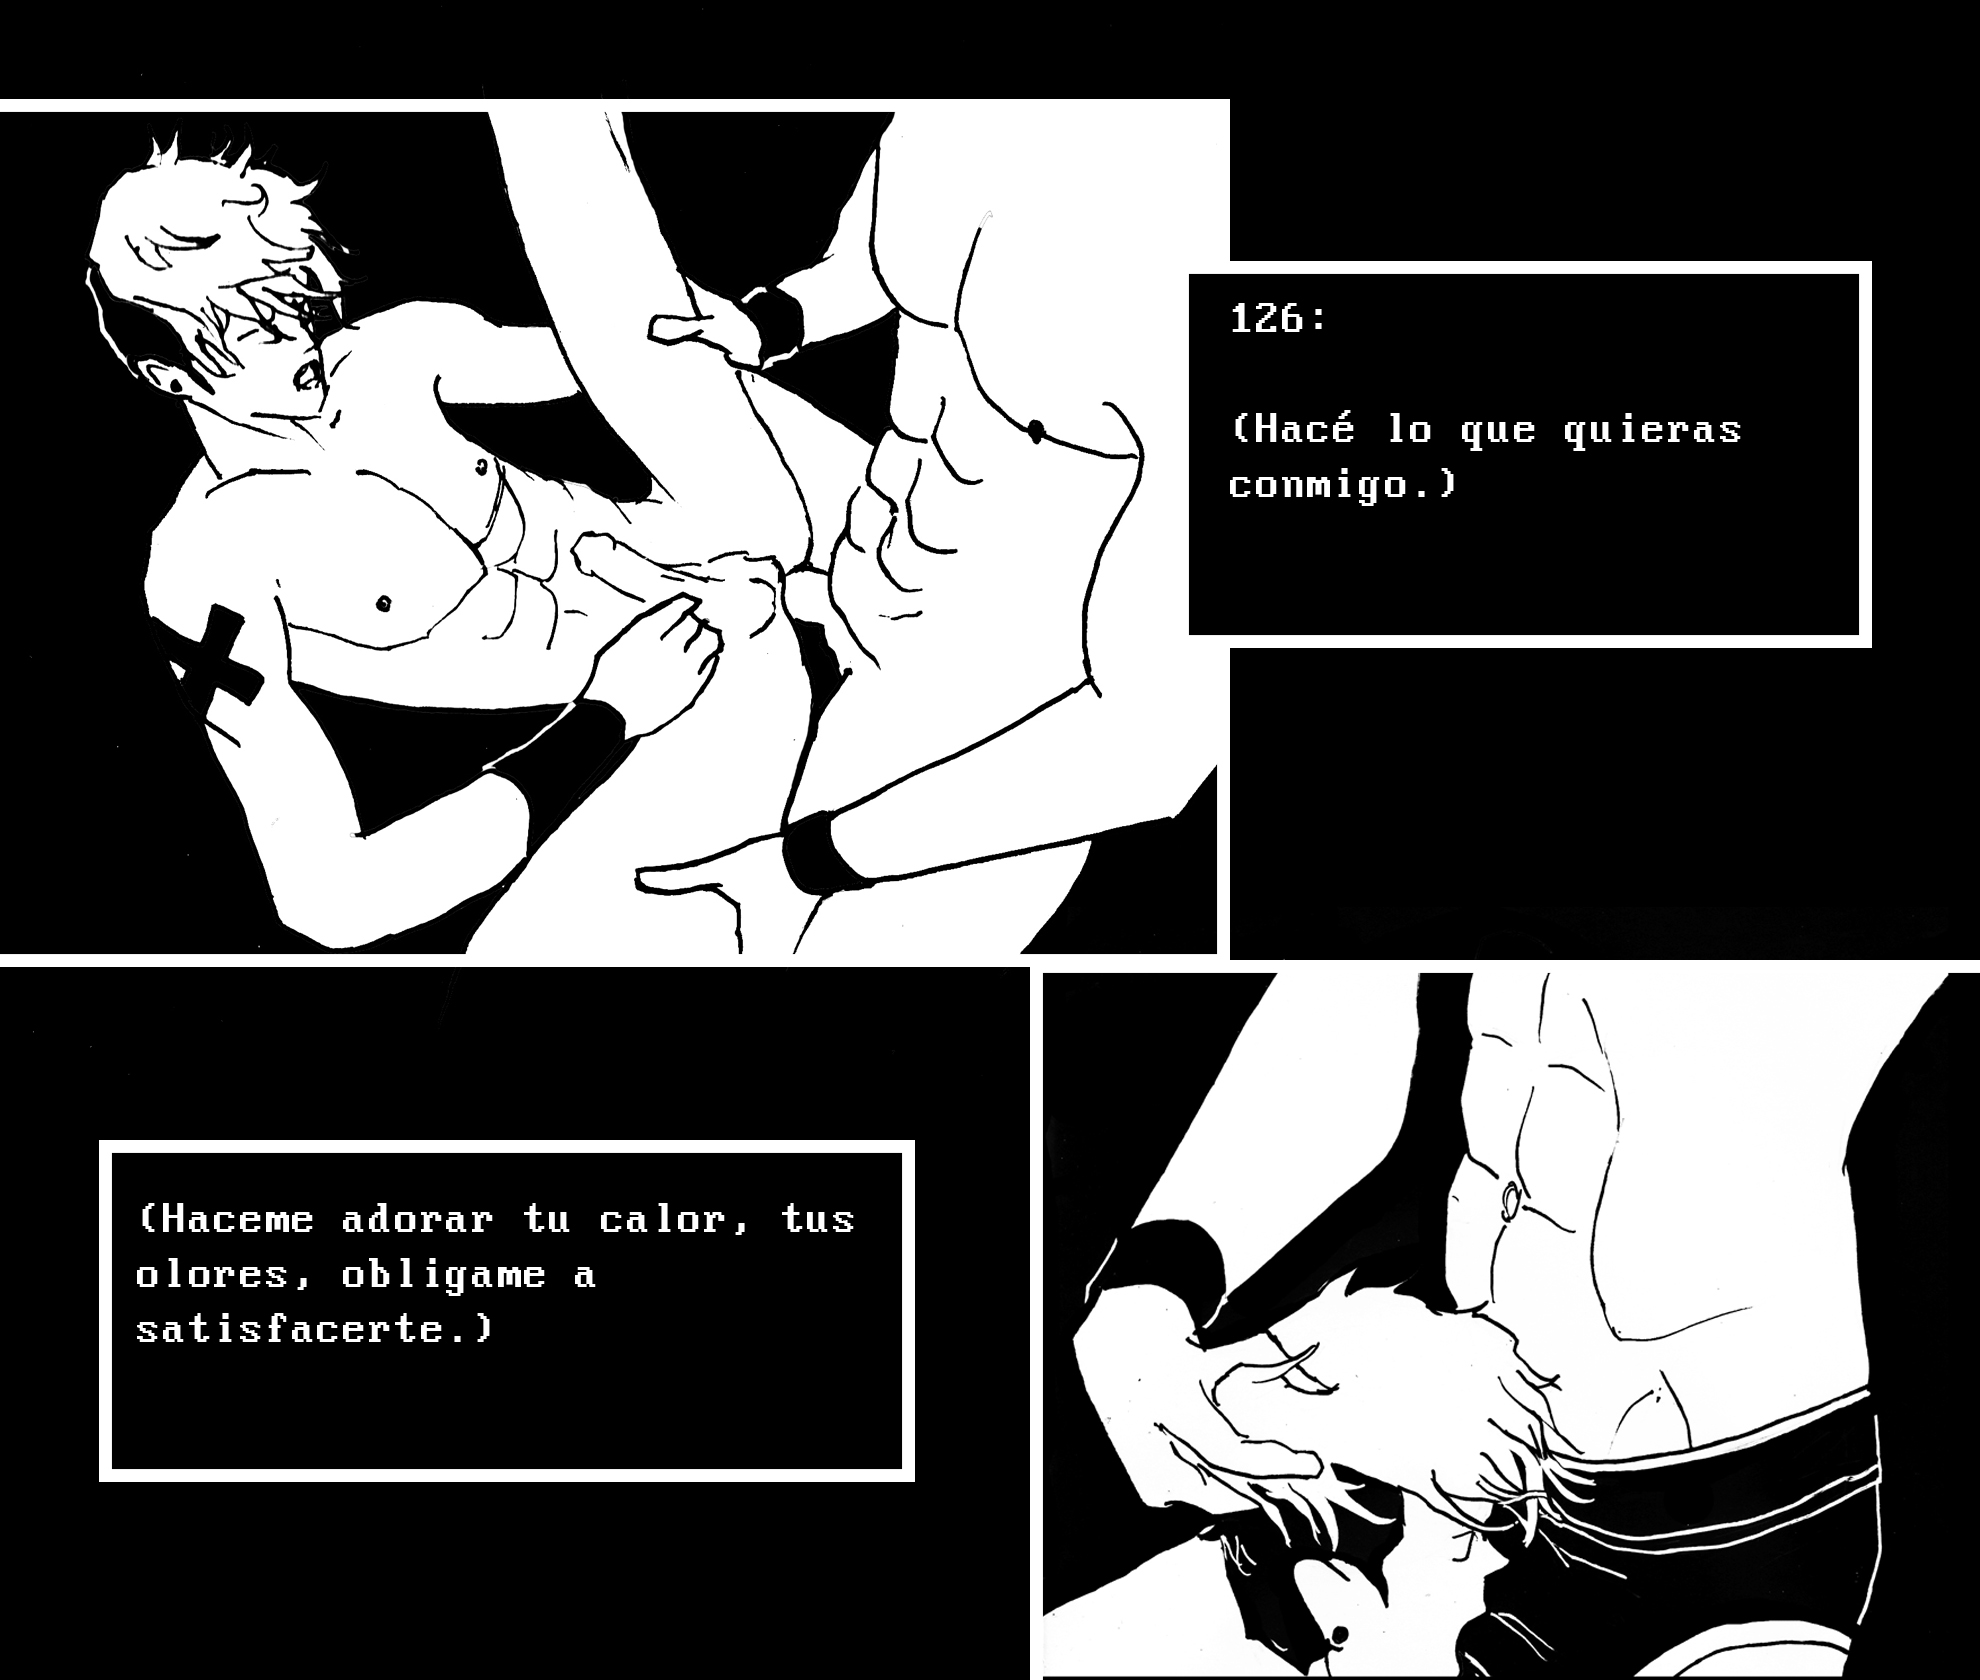 126:
(Hacé lo que quieras
conmigo.)
(Haceme adorar tu calor, tus
olores, obligame a
satisfacerte.)